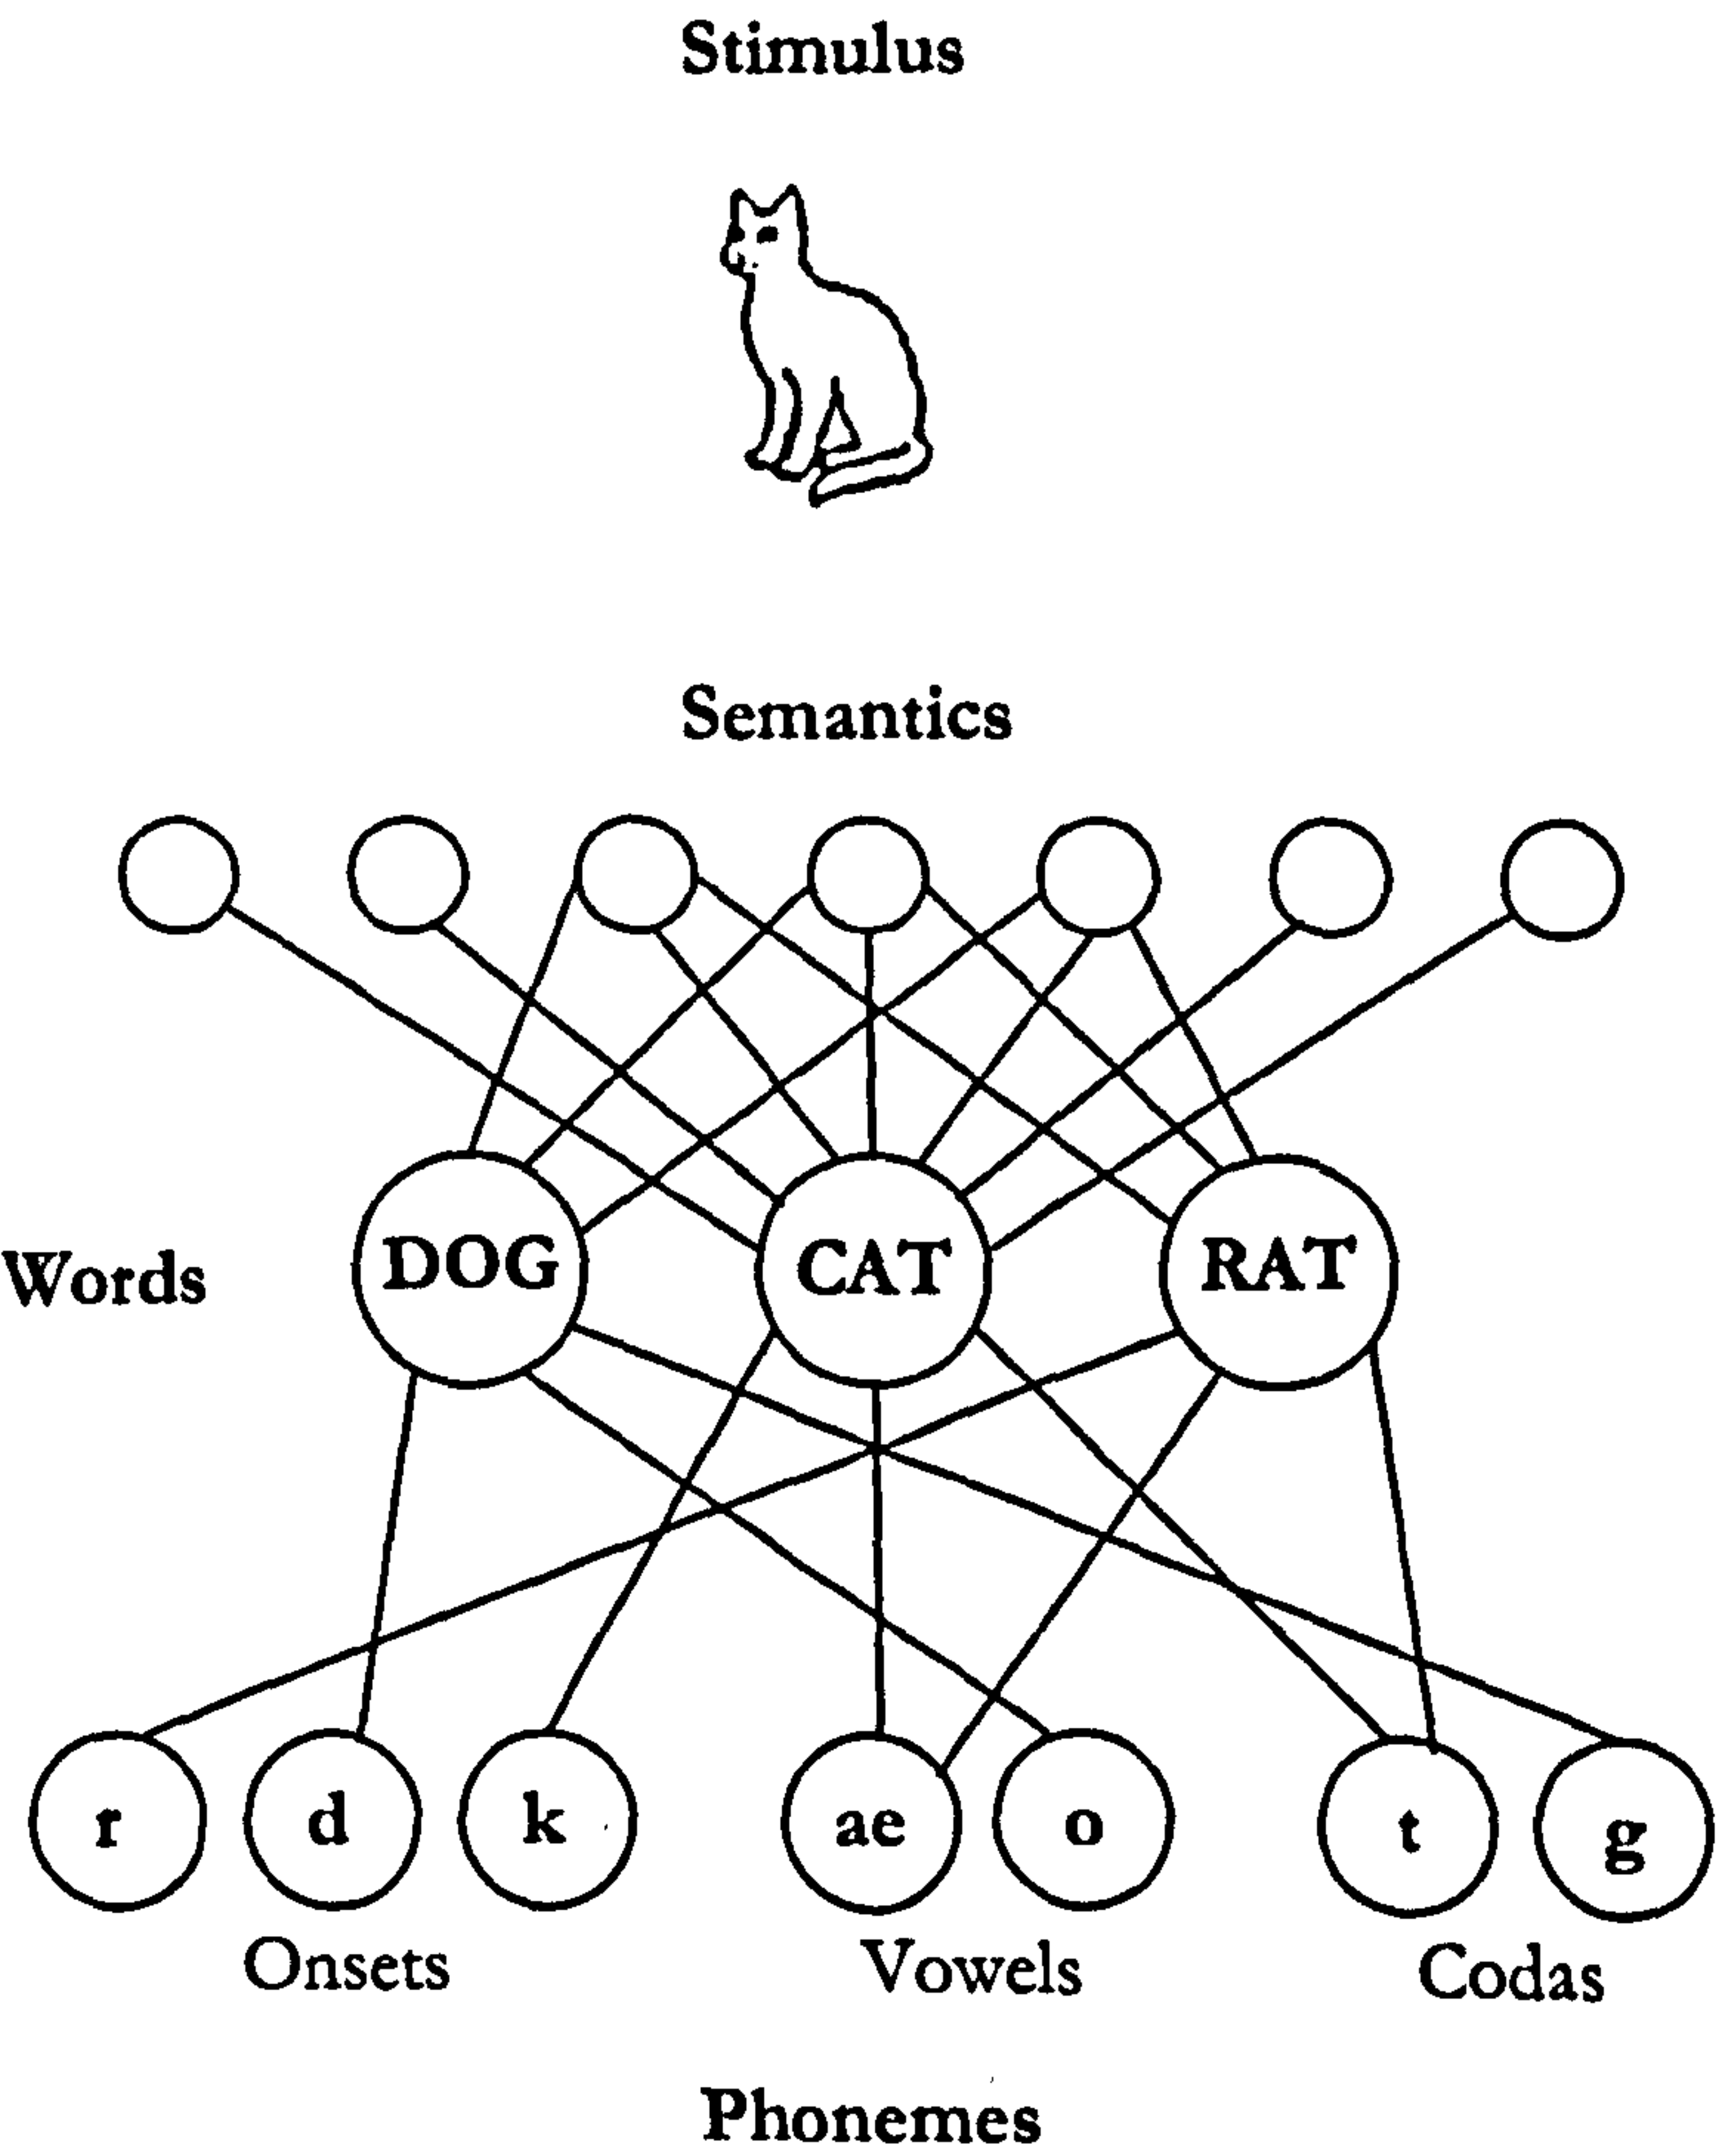 Stimulus
Semantics
Words DOG CAT RAT
r d k ae o t g
Onsets Vowels Codas
Phonemes